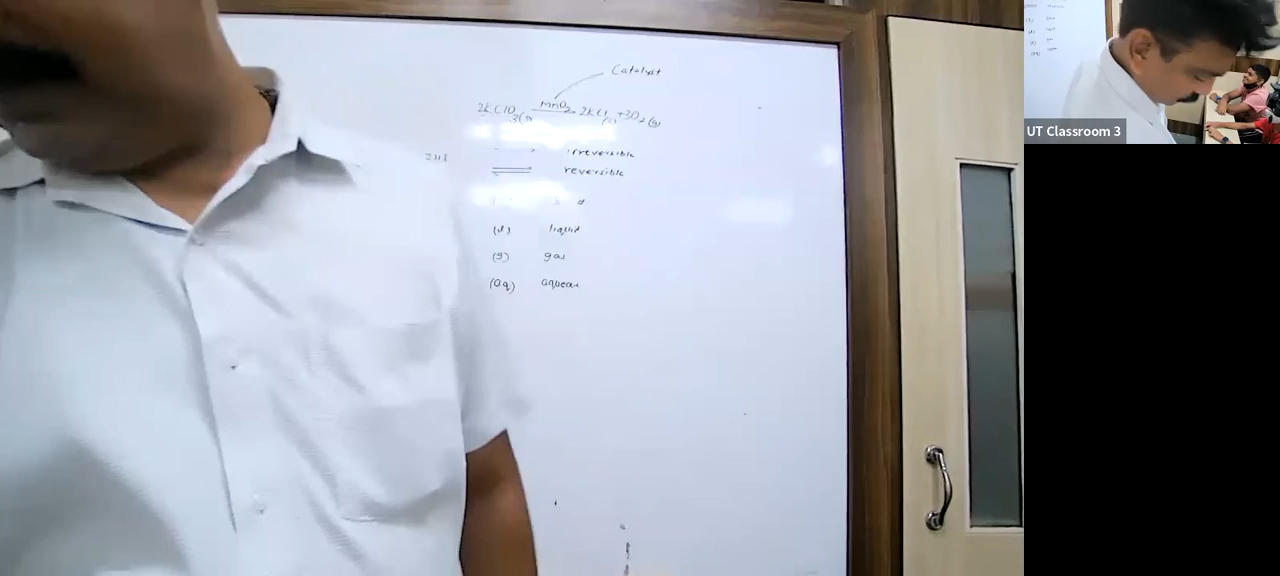 Catalyst
2KClO3(s) MnO2 2KCl(s) +3O2(g)
irreversible
reversible
(l) liquid
(g) gas
(aq) aqueous
UT Classroom 3